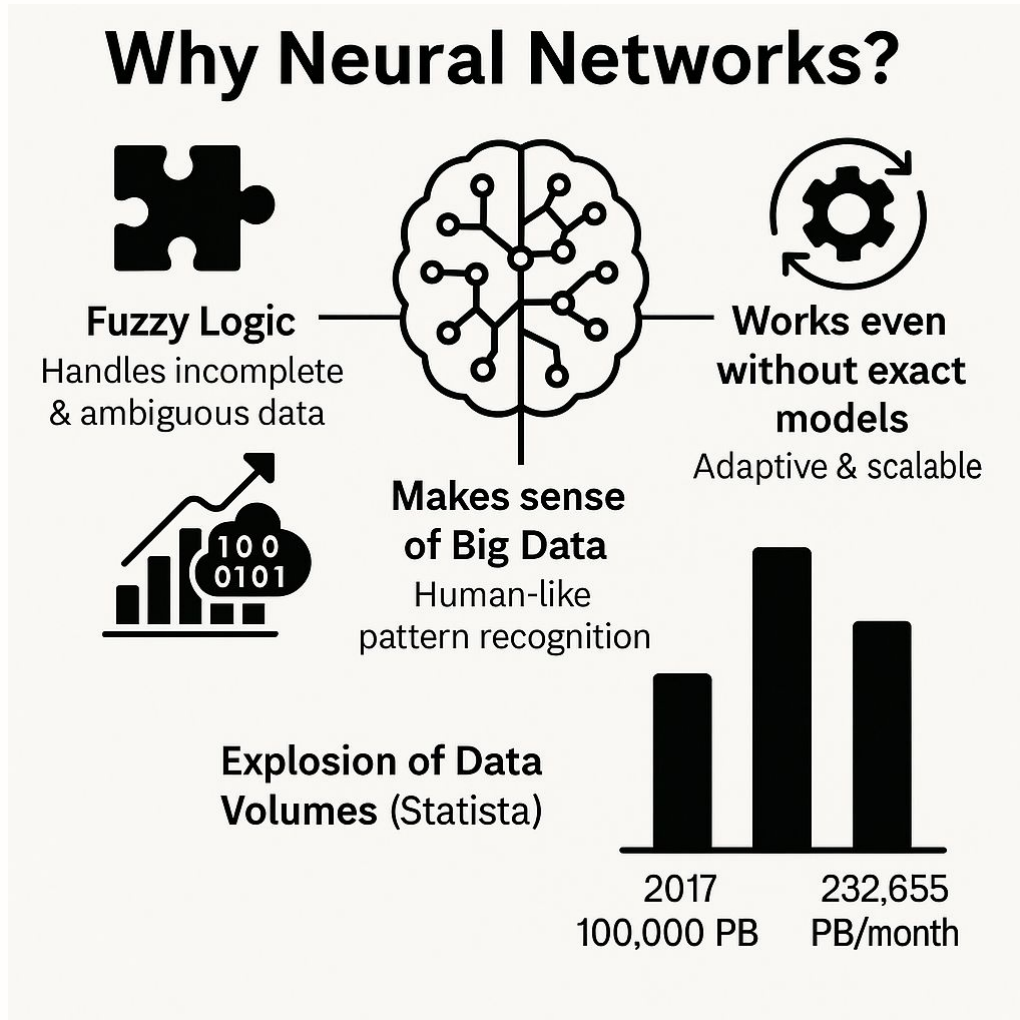 Why Neural Networks?
Fuzzy Logic
Handles incomplete
& ambiguous data
Works even
without exact
models
Adaptive & scalable
100
0101
Makes sense
of Big Data
Human-like
pattern recognition
Explosion of Data
Volumes (Statista)
2017
100,000 PB
232,655
PB/month